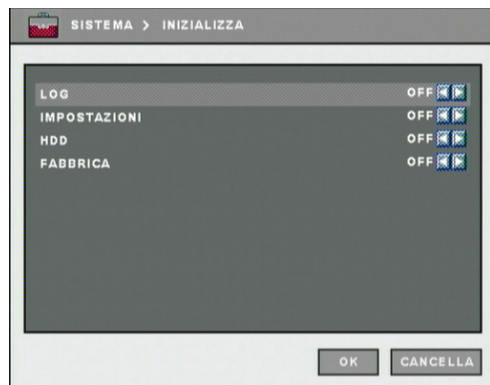 SISTEMA > INIZIALIZZA
LOG OFF
IMPOSTAZIONI OFF
HDD OFF
FABBRICA OFF
OK CANCELLA